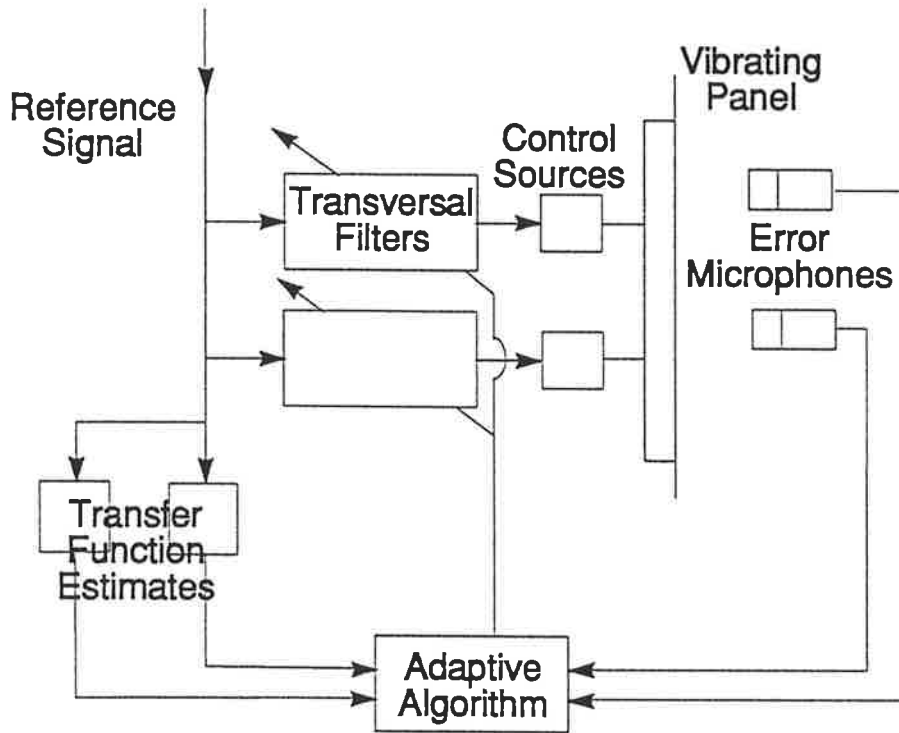 Reference
Signal
Vibrating
Panel
Control
Sources
Transversal
Filters
Error
Microphones
Transfer
Function
Estimates
Adaptive
Algorithm